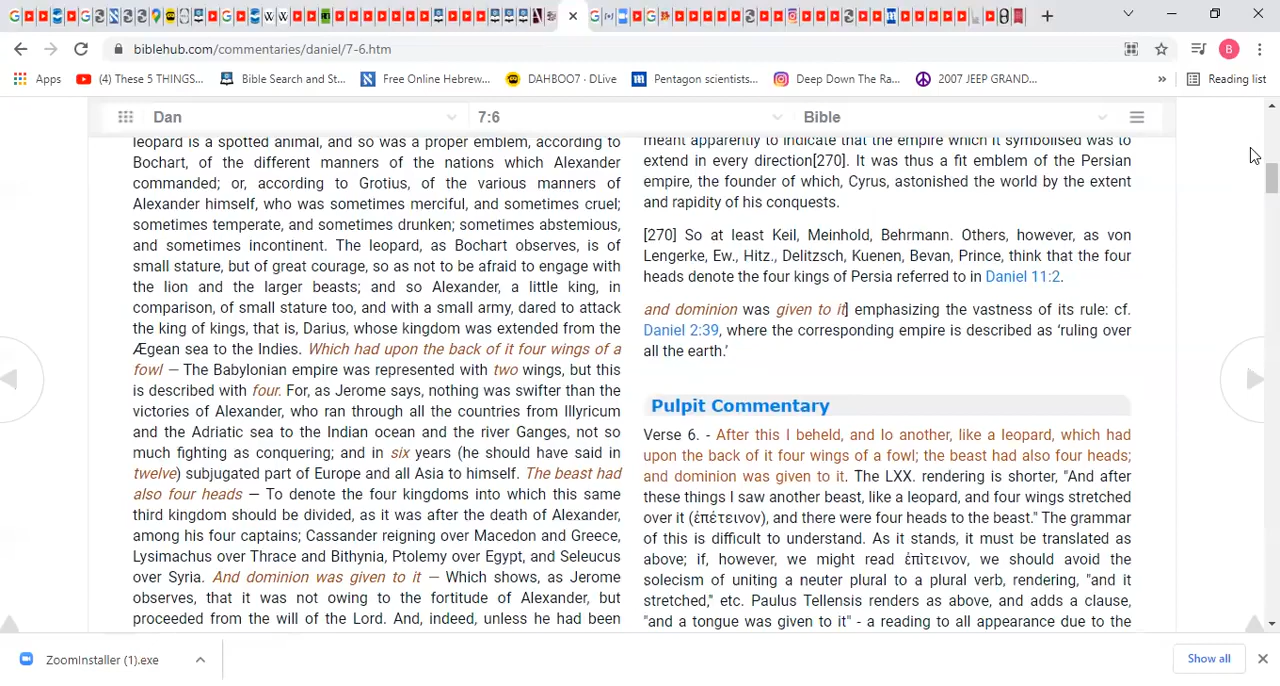 biblehub.com/commentaries/daniel/7-6.htm
B
Apps
(4) These 5 THINGS...
Bible Search and St...
Free Online Hebrew...
DAHBOO7 - DLive
Pentagon scientists...
Deep Down The Ra...
2007 JEEP GRAND...
»
Reading list
Dan
7:6
Bible
leopard is a spotted animal, and so was a proper emblem, according to
Bochart, of the different manners of the nations which Alexander
commanded; or, according to Grotius, of the various manners of
Alexander himself, who was sometimes merciful, and sometimes cruel;
sometimes temperate, and sometimes drunken; sometimes abstemious,
and sometimes incontinent. The leopard, as Bochart observes, is of
small stature, but of great courage, so as not to be afraid to engage with
the lion and the larger beasts; and so Alexander, a little king, in
comparison, of small stature too, and with a small army, dared to attack
the king of kings, that is, Darius, whose kingdom was extended from the
Ægean sea to the Indies. Which had upon the back of it four wings of a
fowl — The Babylonian empire was represented with two wings, but this
is described with four. For, as Jerome says, nothing was swifter than the
victories of Alexander, who ran through all the countries from Illyricum
and the Adriatic sea to the Indian ocean and the river Ganges, not so
much fighting as conquering; and in six years (he should have said in
twelve) subjugated part of Europe and all Asia to himself. The beast had
also four heads — To denote the four kingdoms into which this same
third kingdom should be divided, as it was after the death of Alexander,
among his four captains; Cassander reigning over Macedon and Greece,
Lysimachus over Thrace and Bithynia, Ptolemy over Egypt, and Seleucus
over Syria. And dominion was given to it — Which shows, as Jerome
observes, that it was not owing to the fortitude of Alexander, but
proceeded from the will of the Lord. And, indeed, unless he had been
meant apparently to indicate that the empire which it symbolised was to
extend in every direction[270]. It was thus a fit emblem of the Persian
empire, the founder of which, Cyrus, astonished the world by the extent
and rapidity of his conquests.
[270] So at least Keil, Meinhold, Behrmann. Others, however, as von
Lengerke, Ew., Hitz., Delitzsch, Kuenen, Bevan, Prince, think that the four
heads denote the four kings of Persia referred to in Daniel 11:2.
and dominion was given to it] emphasizing the vastness of its rule: cf.
Daniel 2:39, where the corresponding empire is described as ‘ruling over
all the earth.’
Pulpit Commentary
Verse 6. - After this I beheld, and lo another, like a leopard, which had
upon the back of it four wings of a fowl; the beast had also four heads;
and dominion was given to it. The LXX. rendering is shorter, "And after
these things I saw another beast, like a leopard, and four wings stretched
over it (ἐπέτεινον), and there were four heads to the beast." The grammar
of this is difficult to understand. As it stands, it must be translated as
above; if, however, we might read ἐπίτεινον, we should avoid the
solecism of uniting a neuter plural to a plural verb, rendering, "and it
stretched," etc. Paulus Tellensis renders as above, and adds a clause,
"and a tongue was given to it" - a reading to all appearance due to the
ZoomInstaller (1).exe
Show all